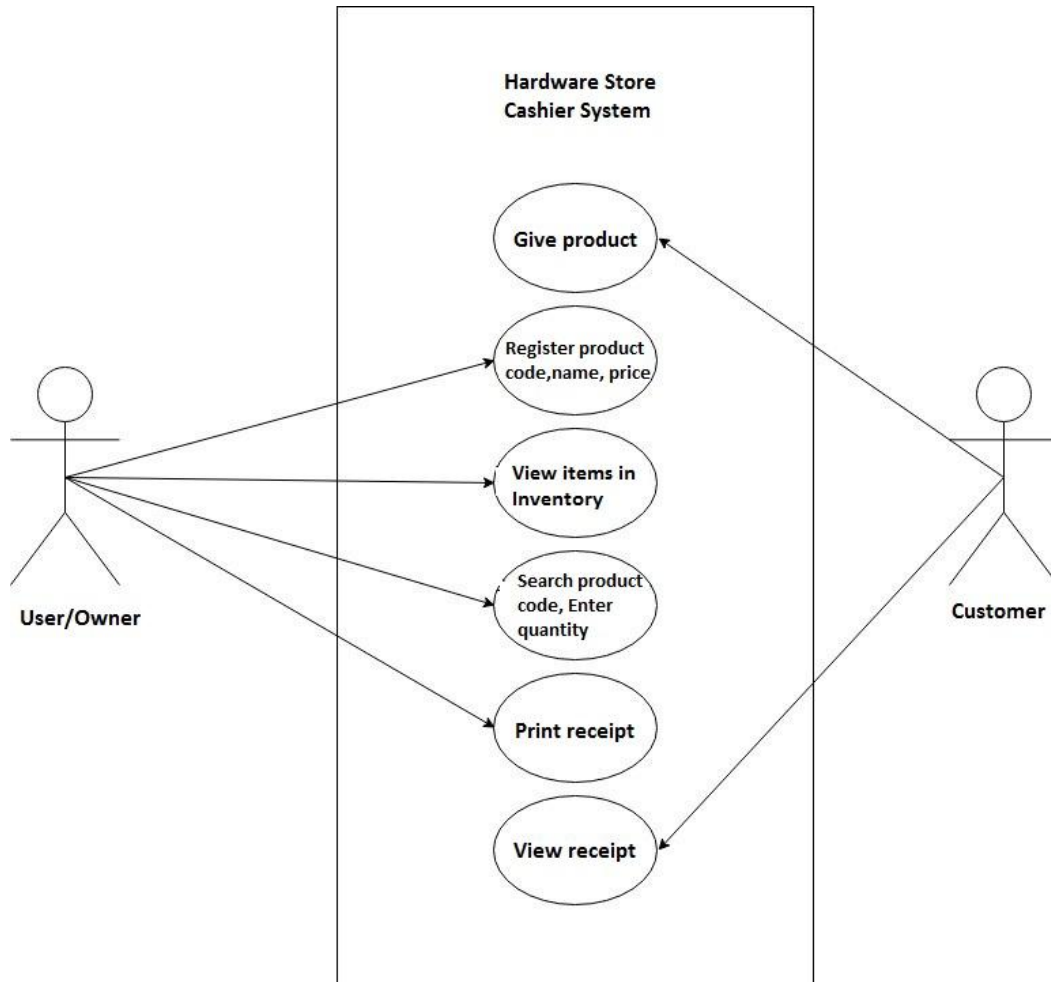 Hardware Store
Cashier System
Give product
Register product
code,name, price
View items in
Inventory
Search product
code, Enter
quantity
User/Owner
Customer
Print receipt
View receipt